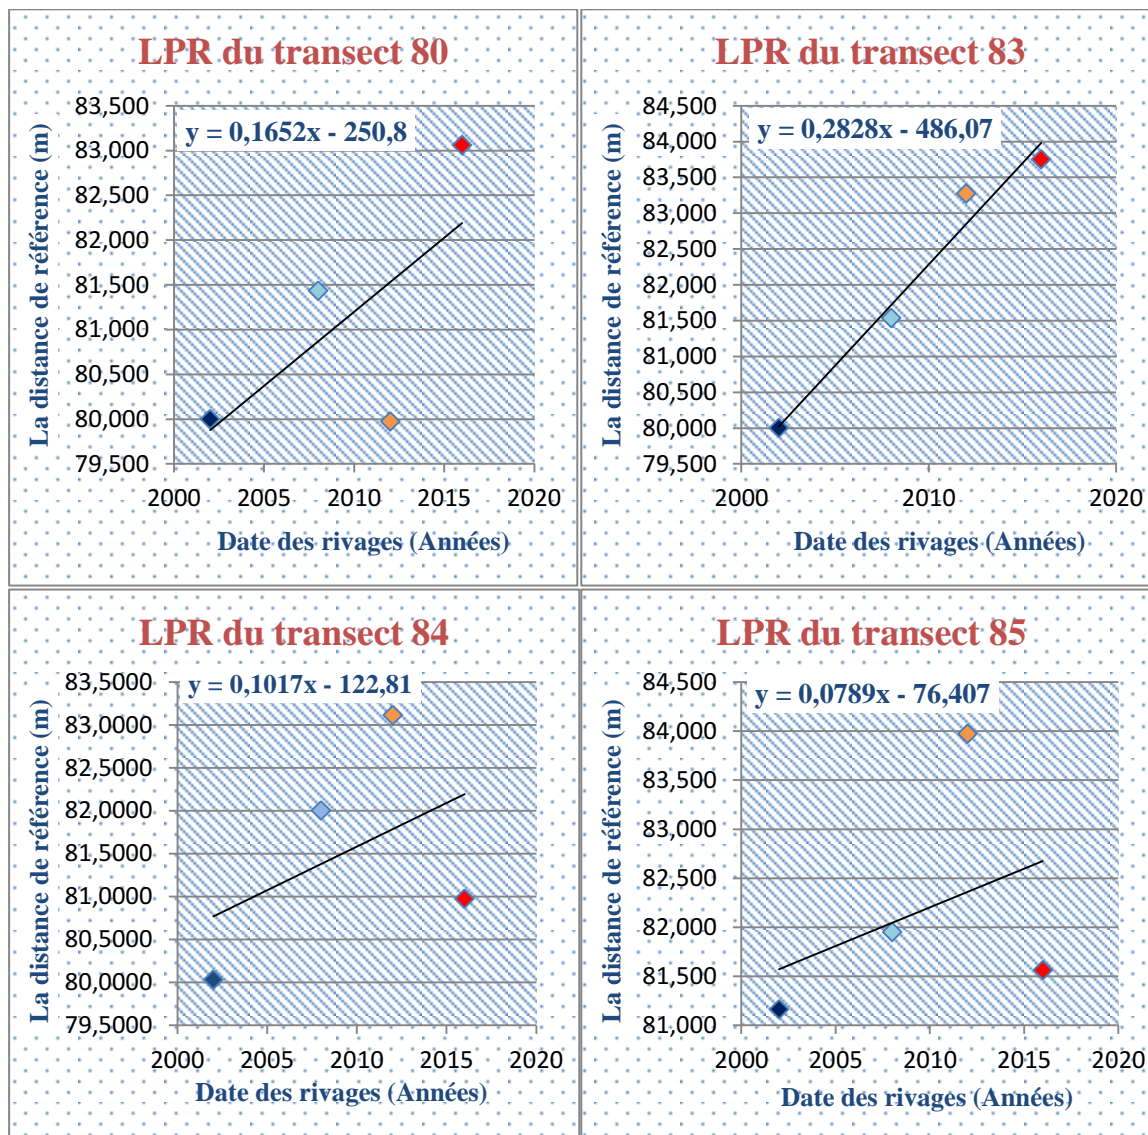 LPR du transect 80
La distance de référence (m)
83,500
83,000
82,500
82,000
81,500
81,000
80,500
80,000
79,500
y = 0,1652x - 250,8
2000 2005 2010 2015 2020
Date des rivages (Années)
LPR du transect 83
La distance de référence (m)
84,500
84,000
83,500
83,000
82,500
82,000
81,500
81,000
80,500
80,000
79,500
y = 0,2828x - 486,07
2000 2010 2020
Date des rivages (Années)
LPR du transect 84
La distance de référence (m)
83,5000
83,0000
82,5000
82,0000
81,5000
81,0000
80,5000
80,0000
79,5000
y = 0,1017x - 122,81
2000 2005 2010 2015 2020
Date des rivages (Années)
LPR du transect 85
La distance de référence (m)
84,500
84,000
83,500
83,000
82,500
82,000
81,500
81,000
y = 0,0789x - 76,407
2000 2005 2010 2015 2020
Date des rivages (Années)